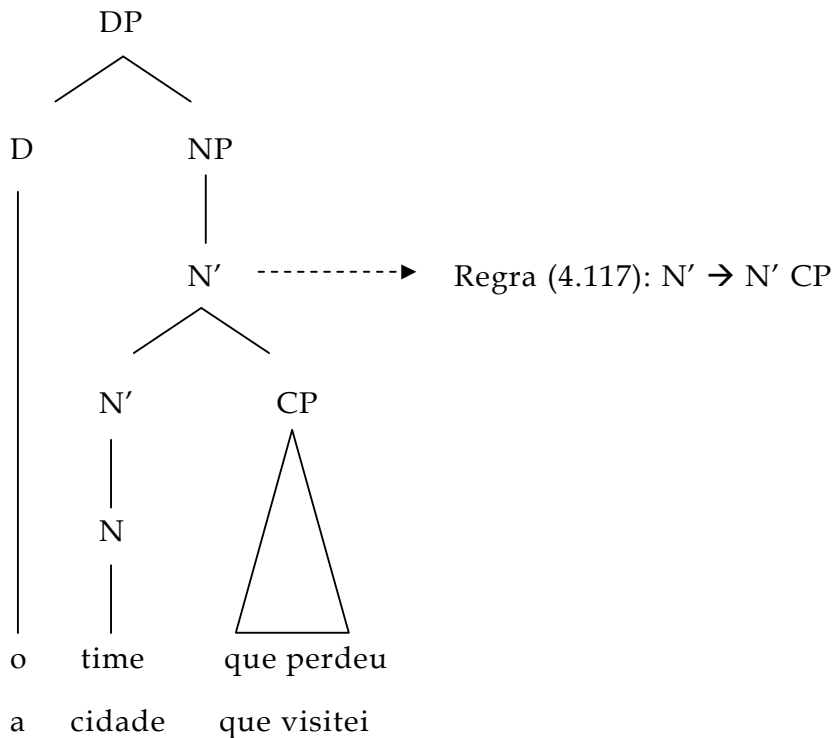 DP
D NP
N’ Regra (4.117): N’ → N’ CP
N’ CP
N
o time que perdeu
a cidade que visitei